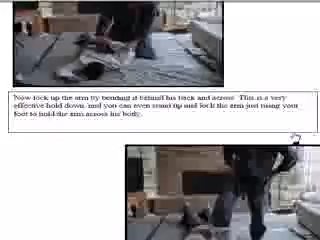 Now lock up the arm by bending it behind his back and across. This is a very
effective hold down, and you can even stand up and lock the arm just using your
foot to hold the arm across his body.